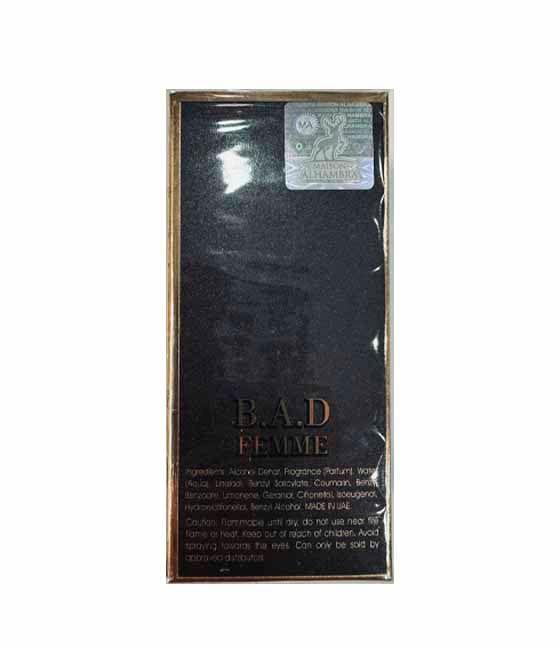 MA
MAISON
ALHAMBRA
B.A.D
FEMME
Ingredients: Alcohol Denat, Fragrance (Parfum), Water
(Aqua), Linalool, Benzyl Salicylate, Coumarin, Benzyl
Benzoate, Limonene, Geraniol, Citronellol, Isoeugenol,
Hydroxycitronellal, Benzyl Alcohol. MADE IN UAE
Caution: Flammable until dry, do not use near fire
flame or heat. Keep out of reach of children. Avoid
spraying towards the eyes. Can only be sold by
approved distributors.